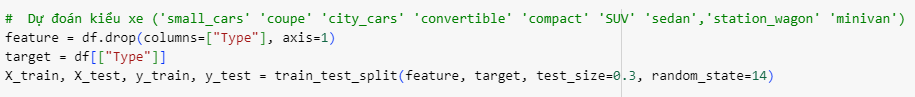 # Dự đoán kiểu xe ('small_cars' 'coupe' 'city_cars' 'convertible' 'compact' 'SUV' 'sedan','station_wagon' 'minivan')
feature = df.drop(columns=["Type"], axis=1)
target = df[["Type"]]
X_train, X_test, y_train, y_test = train_test_split(feature, target, test_size=0.3, random_state=14)